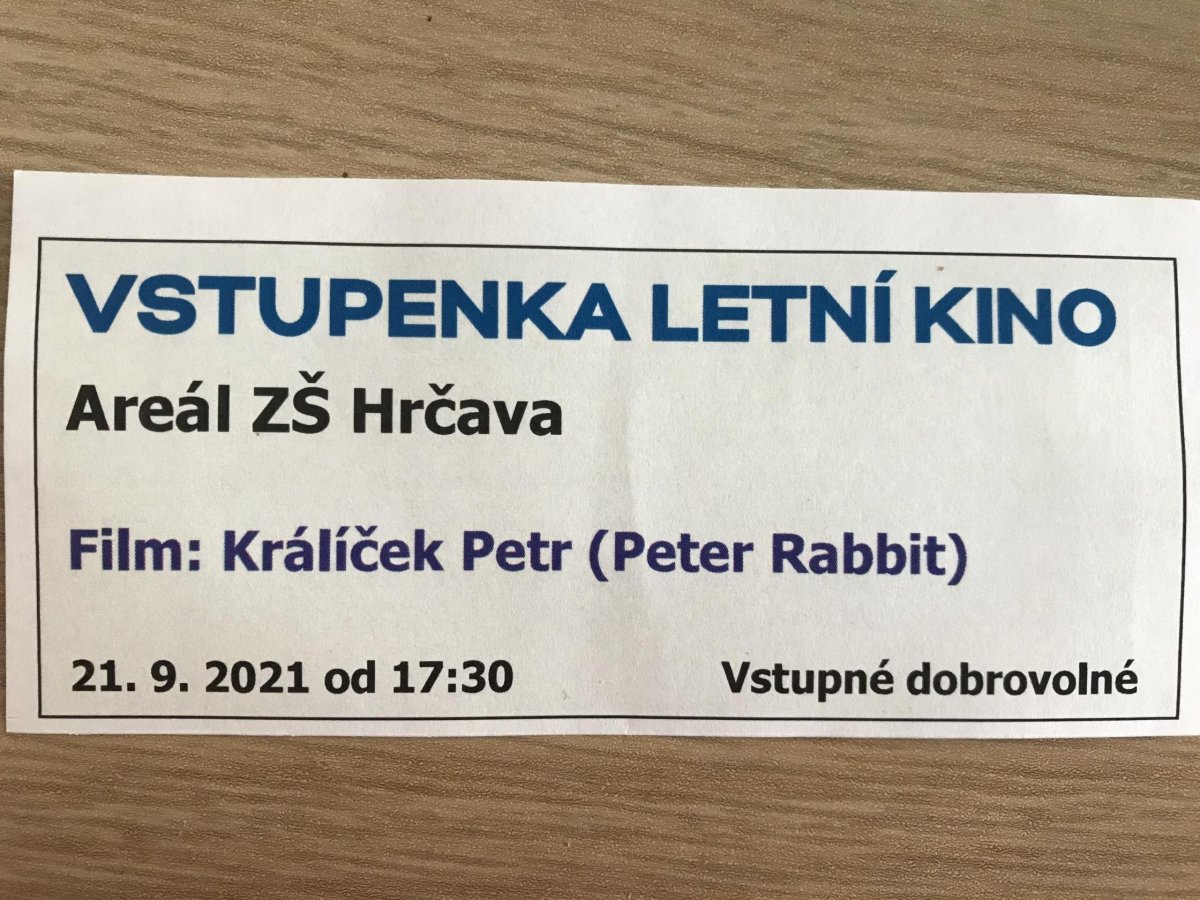 VSTUPENKA LETNÍ KINO
Areál ZŠ Hrčava
Film: Králíček Petr (Peter Rabbit)
21. 9. 2021 od 17:30 Vstupné dobrovolné